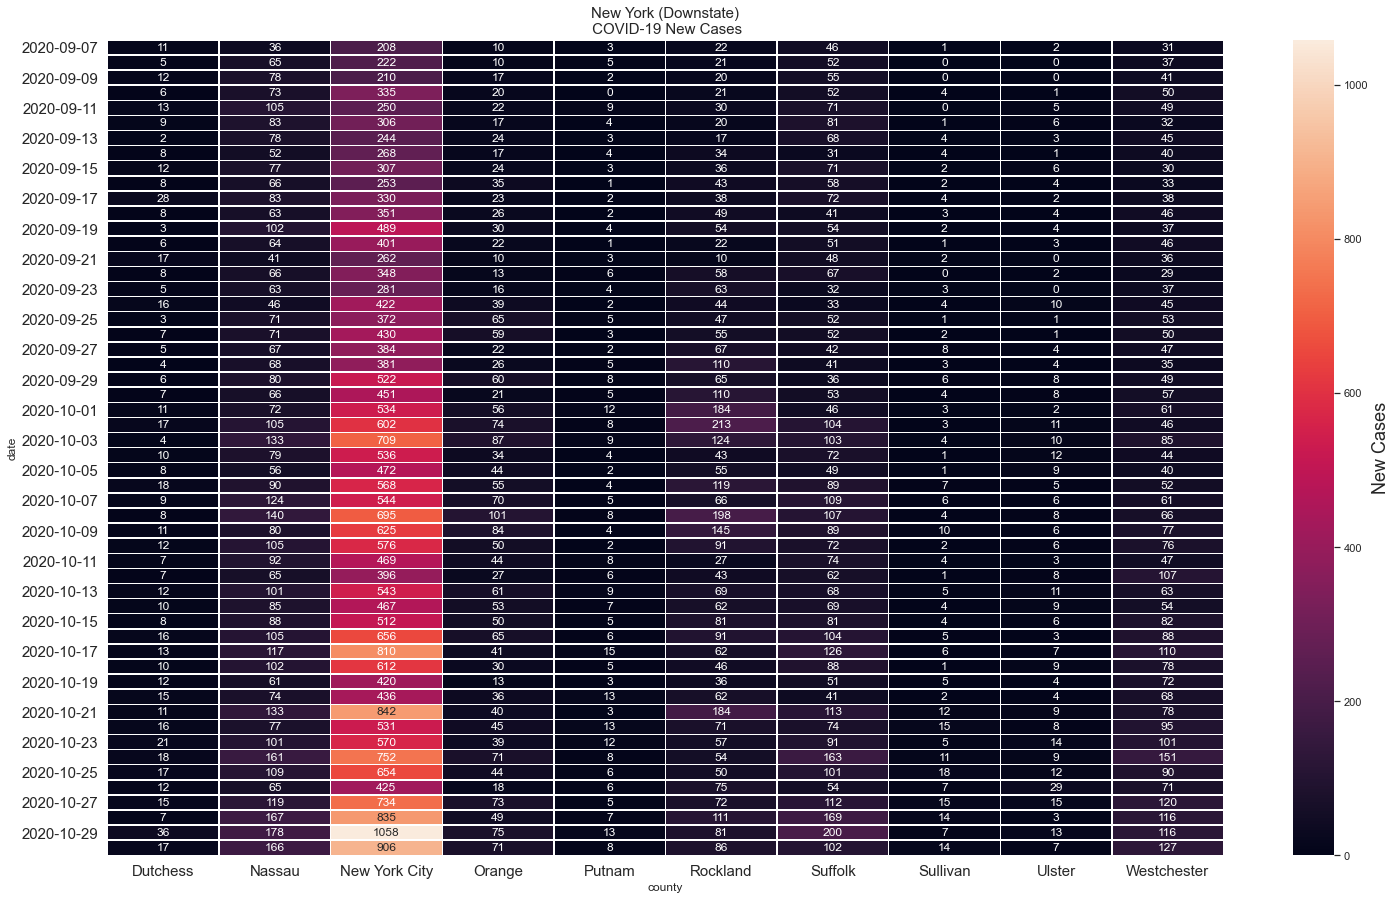 New York (Downstate)
COVID-19 New Cases
2020-09-07 11 36 208 10 3 22 46 1 2 31
5 65 222 10 5 21 52 0 0 37
2020-09-09 12 78 210 17 2 20 55 0 0 41
6 73 335 20 0 21 52 4 1 50
2020-09-11 13 105 250 22 9 30 71 0 5 49
9 83 306 17 4 20 81 1 6 32
2020-09-13 2 78 244 24 3 17 68 4 3 45
8 52 268 17 4 34 31 4 1 40
2020-09-15 12 77 307 24 3 36 71 2 6 30
8 66 253 35 1 43 58 2 4 33
2020-09-17 28 83 330 23 2 38 72 4 2 38
8 63 351 26 2 49 41 3 4 46
2020-09-19 3 102 489 30 4 54 54 2 4 37
6 64 401 22 1 22 51 1 3 46
2020-09-21 17 41 262 10 3 10 48 2 0 36
8 66 348 13 6 58 67 0 2 29
2020-09-23 5 63 281 16 4 63 32 3 0 37
16 46 422 39 2 44 33 4 10 45
2020-09-25 3 71 372 65 5 47 52 1 1 53
7 71 430 59 3 55 52 2 1 50
2020-09-27 5 67 384 22 2 67 42 8 4 47
4 68 381 26 5 110 41 3 4 35
2020-09-29 6 80 522 60 8 65 36 6 8 49
7 66 451 21 5 110 53 4 8 57
2020-10-01 11 72 534 56 12 184 46 3 2 61
17 105 602 74 8 213 104 3 11 46
2020-10-03 4 133 709 87 9 124 103 4 10 85
10 79 536 34 4 43 72 1 12 44
2020-10-05 8 56 472 44 2 55 49 1 9 40
18 90 568 55 4 119 89 7 5 52
2020-10-07 9 124 544 70 5 66 109 6 6 61
8 140 695 101 8 198 107 4 8 66
2020-10-09 11 80 625 84 4 145 89 10 6 77
12 105 576 50 2 91 72 2 6 76
2020-10-11 7 92 469 44 8 27 74 4 3 47
7 65 396 27 6 43 62 1 8 107
2020-10-13 12 101 543 61 9 69 68 5 11 63
10 85 467 53 7 62 69 4 9 54
2020-10-15 8 88 512 50 5 81 81 4 6 82
16 105 656 65 6 91 104 5 3 88
2020-10-17 13 117 810 41 15 62 126 6 7 110
10 102 612 30 5 46 88 1 9 78
2020-10-19 12 61 420 13 3 36 51 5 4 72
15 74 436 36 13 62 41 2 4 68
2020-10-21 11 133 842 40 3 184 113 12 9 78
16 77 531 45 13 71 74 15 8 95
2020-10-23 21 101 570 39 12 57 91 5 14 101
18 161 752 71 8 54 163 11 9 151
2020-10-25 17 109 654 44 6 50 101 18 12 90
12 65 425 18 6 75 54 7 29 71
2020-10-27 15 119 734 73 5 72 112 15 15 120
7 167 835 49 7 111 169 14 3 116
2020-10-29 36 178 1058 75 13 81 200 7 13 116
17 166 906 71 8 86 102 14 7 127
Dutchess Nassau New York City Orange Putnam Rockland Suffolk Sullivan Ulster Westchester
county
date
1000
800
600
400
200
0
New Cases